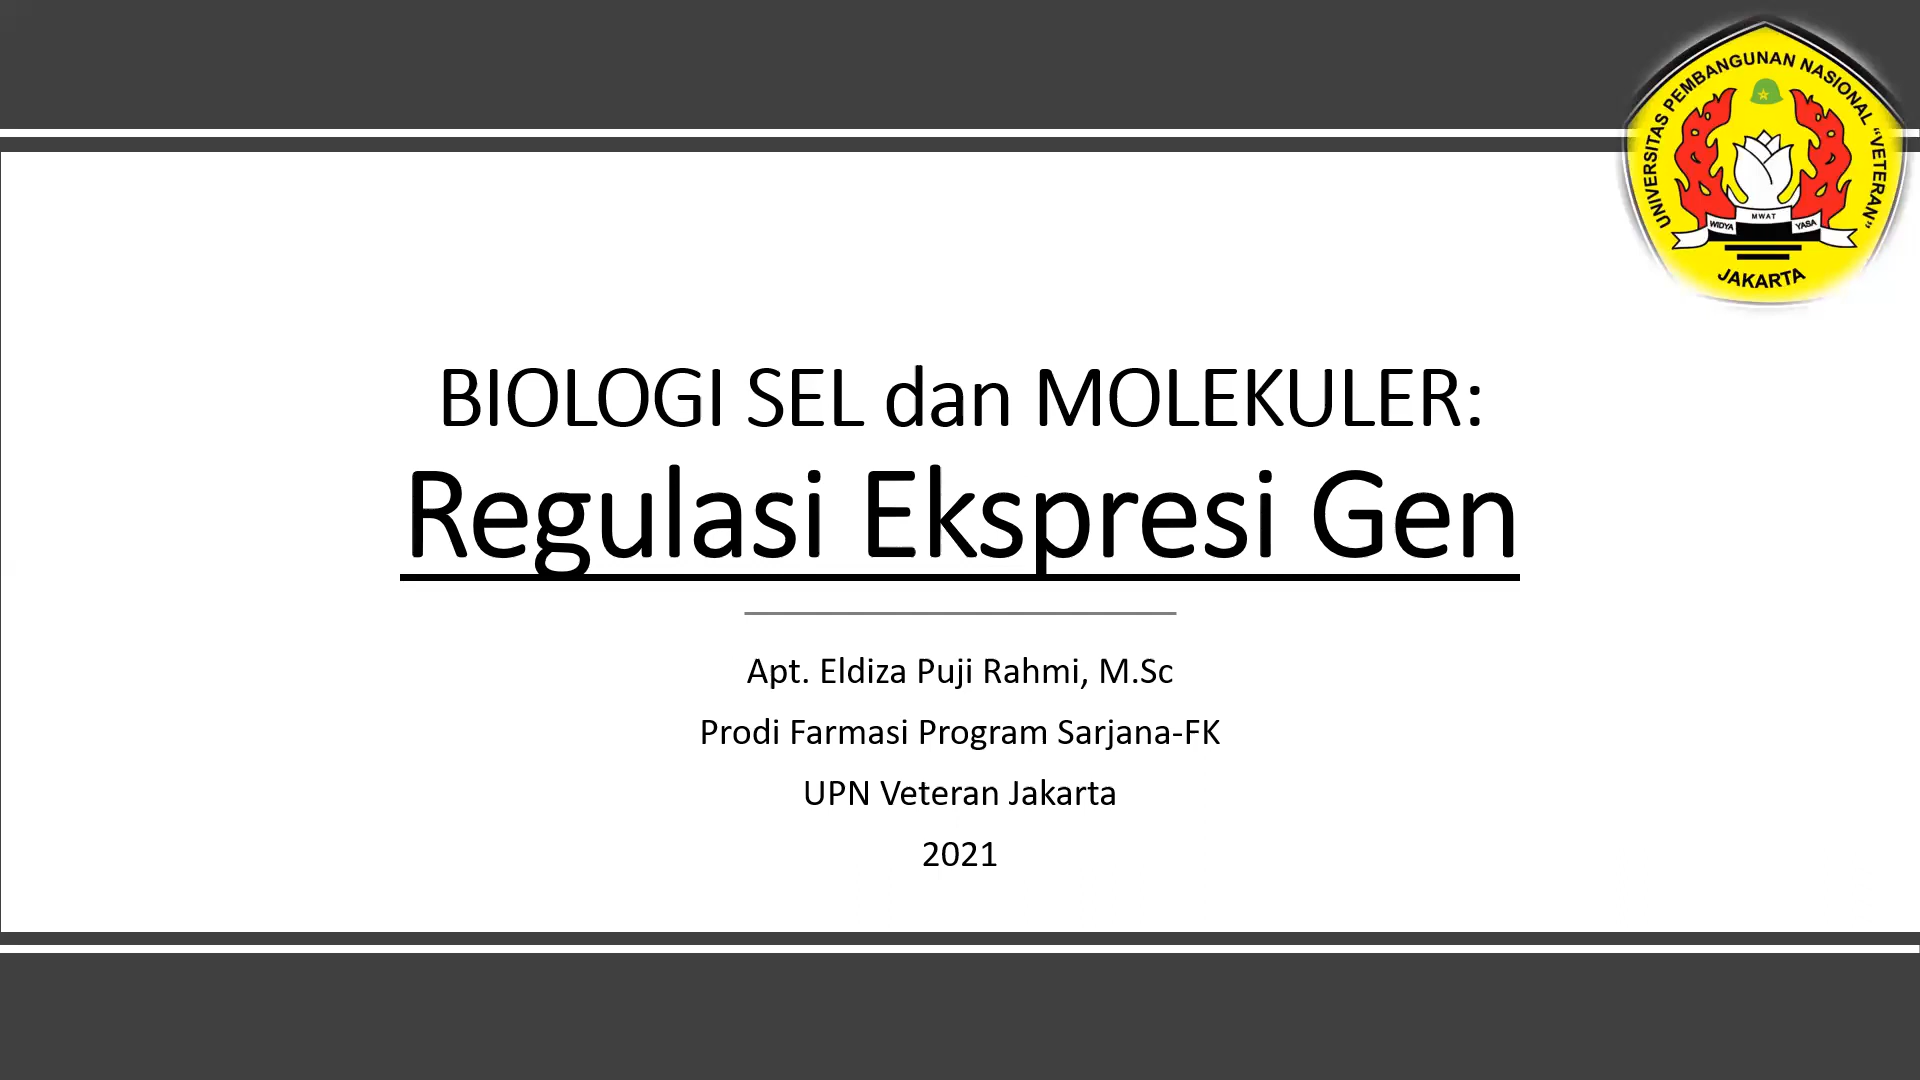 UNIVERSITAS PEMBANGUNAN NASIONAL "VETERAN"
MWAT
WIDYA YASA
JAKARTA
BIOLOGI SEL dan MOLEKULER:
Regulasi Ekspresi Gen
Apt. Eldiza Puji Rahmi, M.Sc
Prodi Farmasi Program Sarjana-FK
UPN Veteran Jakarta
2021